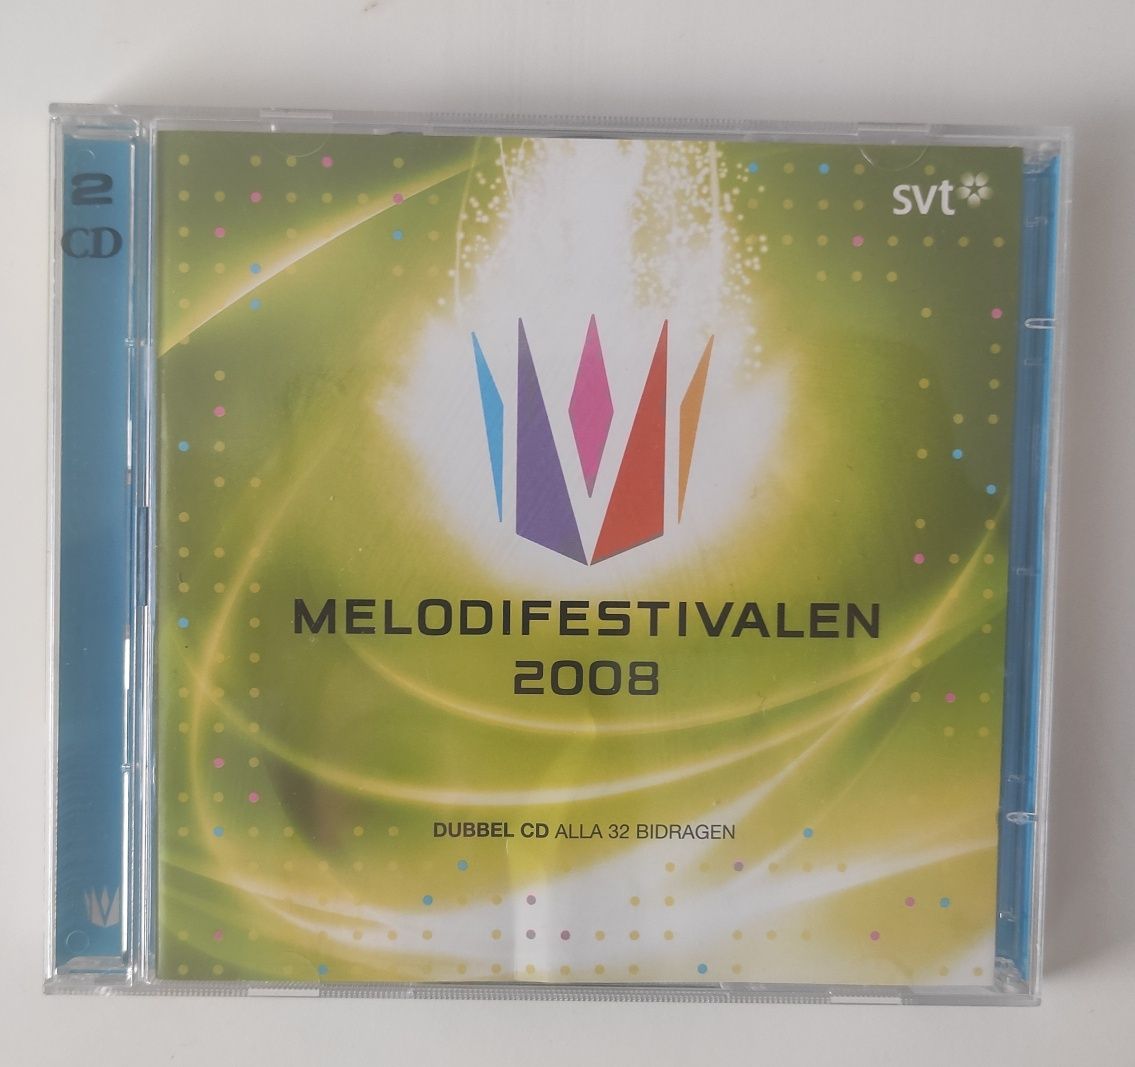 2
CD
svt
MELODIFESTIVALEN
2008
DUBBEL CD ALLA 32 BIDRAGEN